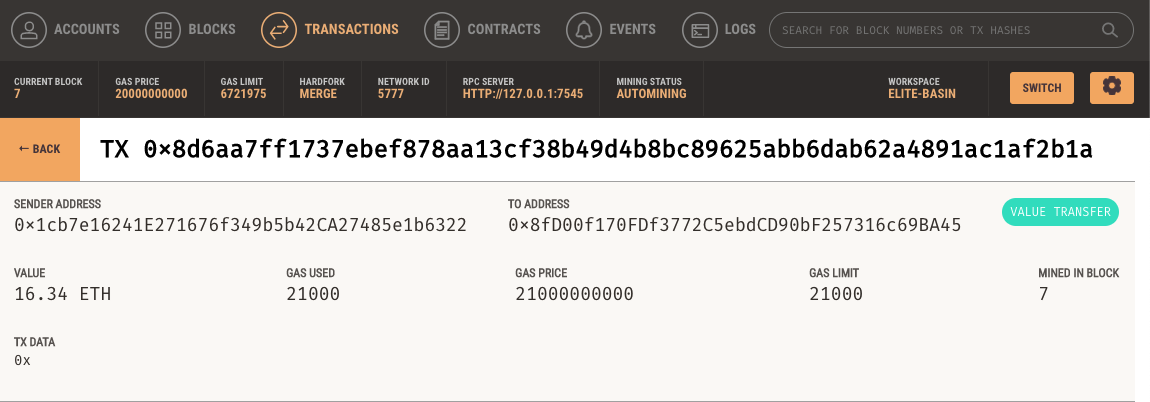 ACCOUNTS BLOCKS TRANSACTIONS CONTRACTS EVENTS LOGS SEARCH FOR BLOCK NUMBERS OR TX HASHES
CURRENT BLOCK GAS PRICE GAS LIMIT HARDFORK NETWORK ID RPC SERVER MINING STATUS WORKSPACE
7 20000000000 6721975 MERGE 5777 HTTP://127.0.0.1:7545 AUTOMINING ELITE-BASIN SWITCH
← BACK TX 0×8d6aa7ff1737ebef878aa13cf38b49d4b8bc89625abb6dab62a4891ac1af2b1a
SENDER ADDRESS TO ADDRESS
0×1cb7e16241E271676f349b5b42CA27485e1b6322 0×8fD00f170FDf3772C5ebdCD90bF257316c69BA45 VALUE TRANSFER
VALUE GAS USED GAS PRICE GAS LIMIT MINED IN BLOCK
16.34 ETH 21000 21000000000 21000 7
TX DATA
0x